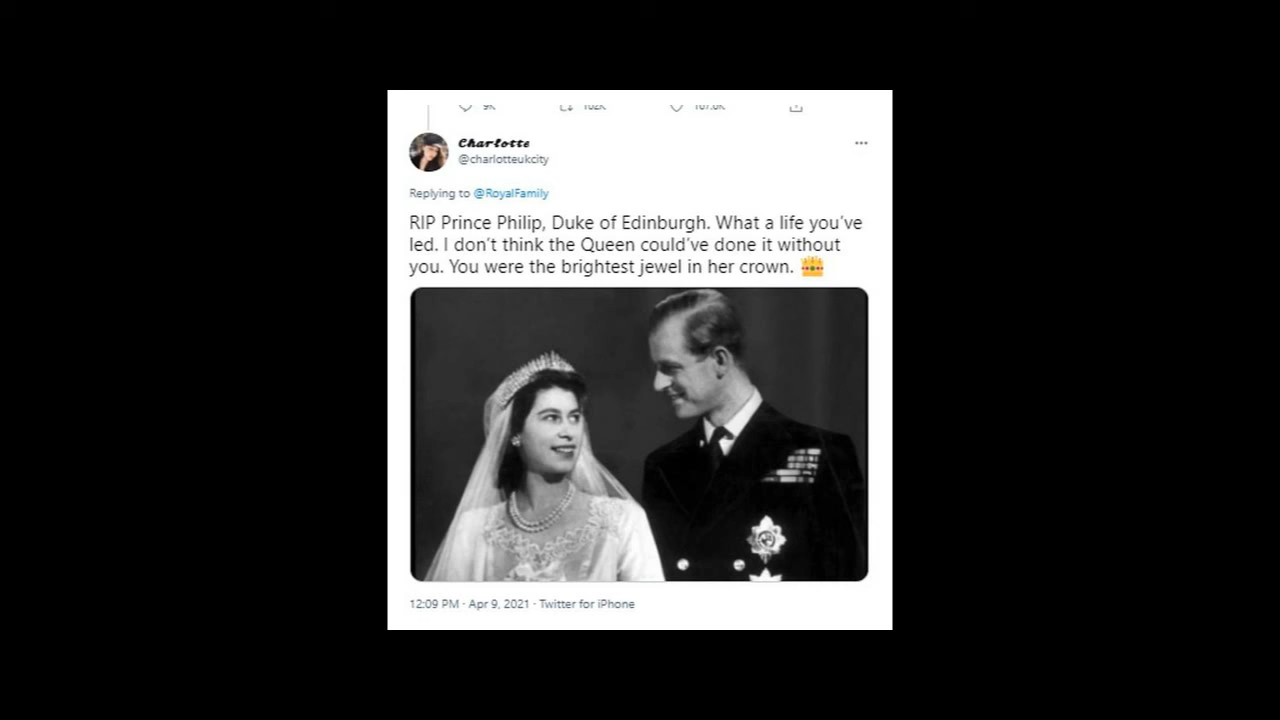 Charlotte
@charlotteukcity
Replying to @RoyalFamily
RIP Prince Philip, Duke of Edinburgh. What a life you've
led. I don't think the Queen could've done it without
you. You were the brightest jewel in her crown.
12:09 PM · Apr 9, 2021 · Twitter for iPhone